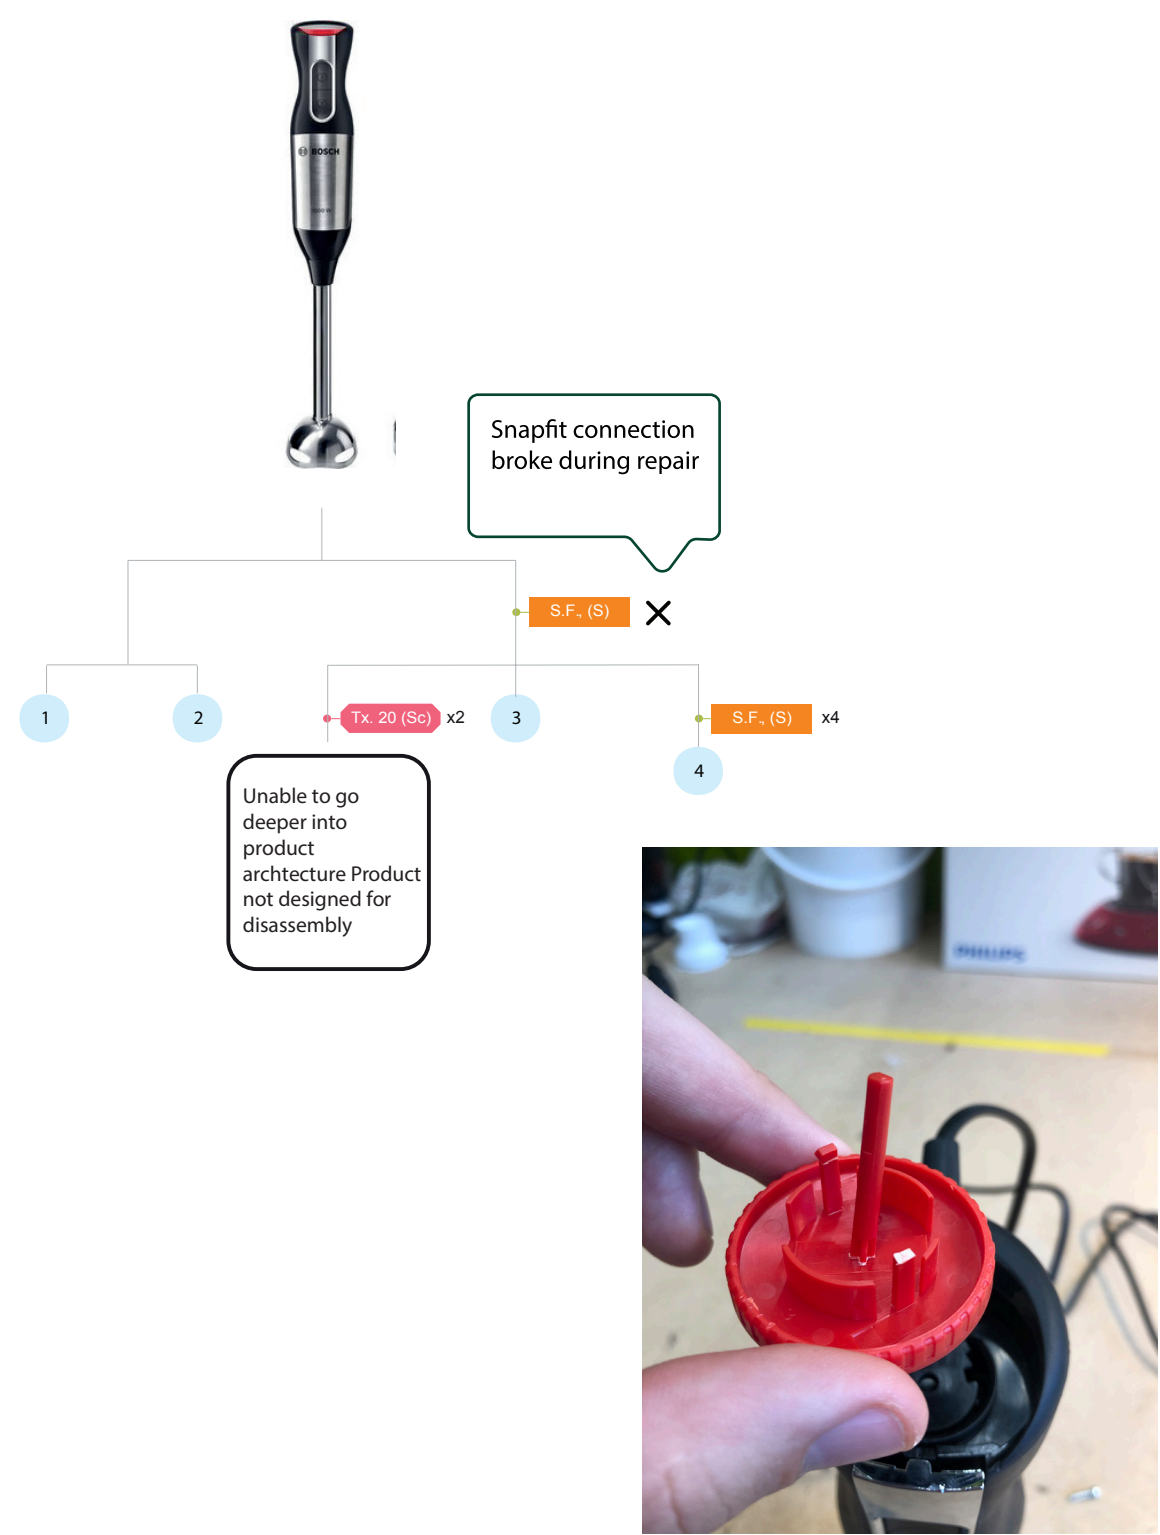 BOSCH
Snapfit connection
broke during repair
S.F., (S)
1
2
Tx. 20 (Sc) x2
3
S.F., (S) x4
4
Unable to go
deeper into
product
archtecture Product
not designed for
disassembly
PHILIPS